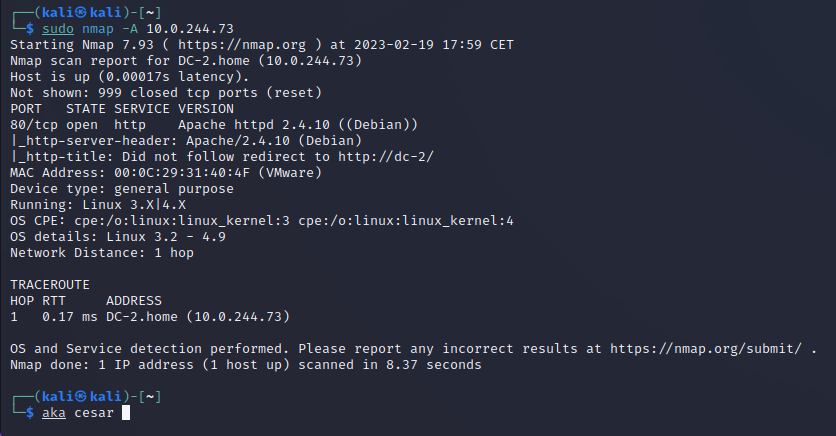 ┌──(kali㉿kali)-[~]
└─$ sudo nmap -A 10.0.244.73
Starting Nmap 7.93 ( https://nmap.org ) at 2023-02-19 17:59 CET
Nmap scan report for DC-2.home (10.0.244.73)
Host is up (0.00017s latency).
Not shown: 999 closed tcp ports (reset)
PORT   STATE SERVICE VERSION
80/tcp open  http    Apache httpd 2.4.10 ((Debian))
|_http-server-header: Apache/2.4.10 (Debian)
|_http-title: Did not follow redirect to http://dc-2/
MAC Address: 00:0C:29:31:40:4F (VMware)
Device type: general purpose
Running: Linux 3.X|4.X
OS CPE: cpe:/o:linux:linux_kernel:3 cpe:/o:linux:linux_kernel:4
OS details: Linux 3.2 - 4.9
Network Distance: 1 hop

TRACEROUTE
HOP RTT     ADDRESS
1   0.17 ms DC-2.home (10.0.244.73)

OS and Service detection performed. Please report any incorrect results at https://nmap.org/submit/ .
Nmap done: 1 IP address (1 host up) scanned in 8.37 seconds

┌──(kali㉿kali)-[~]
└─$ aka cesar